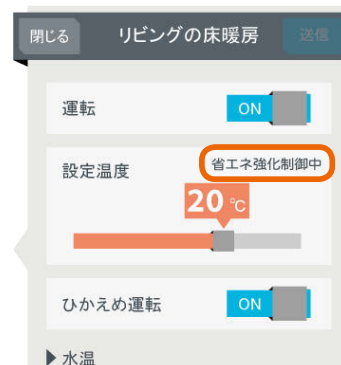 閉じる
リビングの床暖房
送信
運転
ON
設定温度
省エネ強化制御中
20 ℃
ひかえめ運転
ON
▶水温